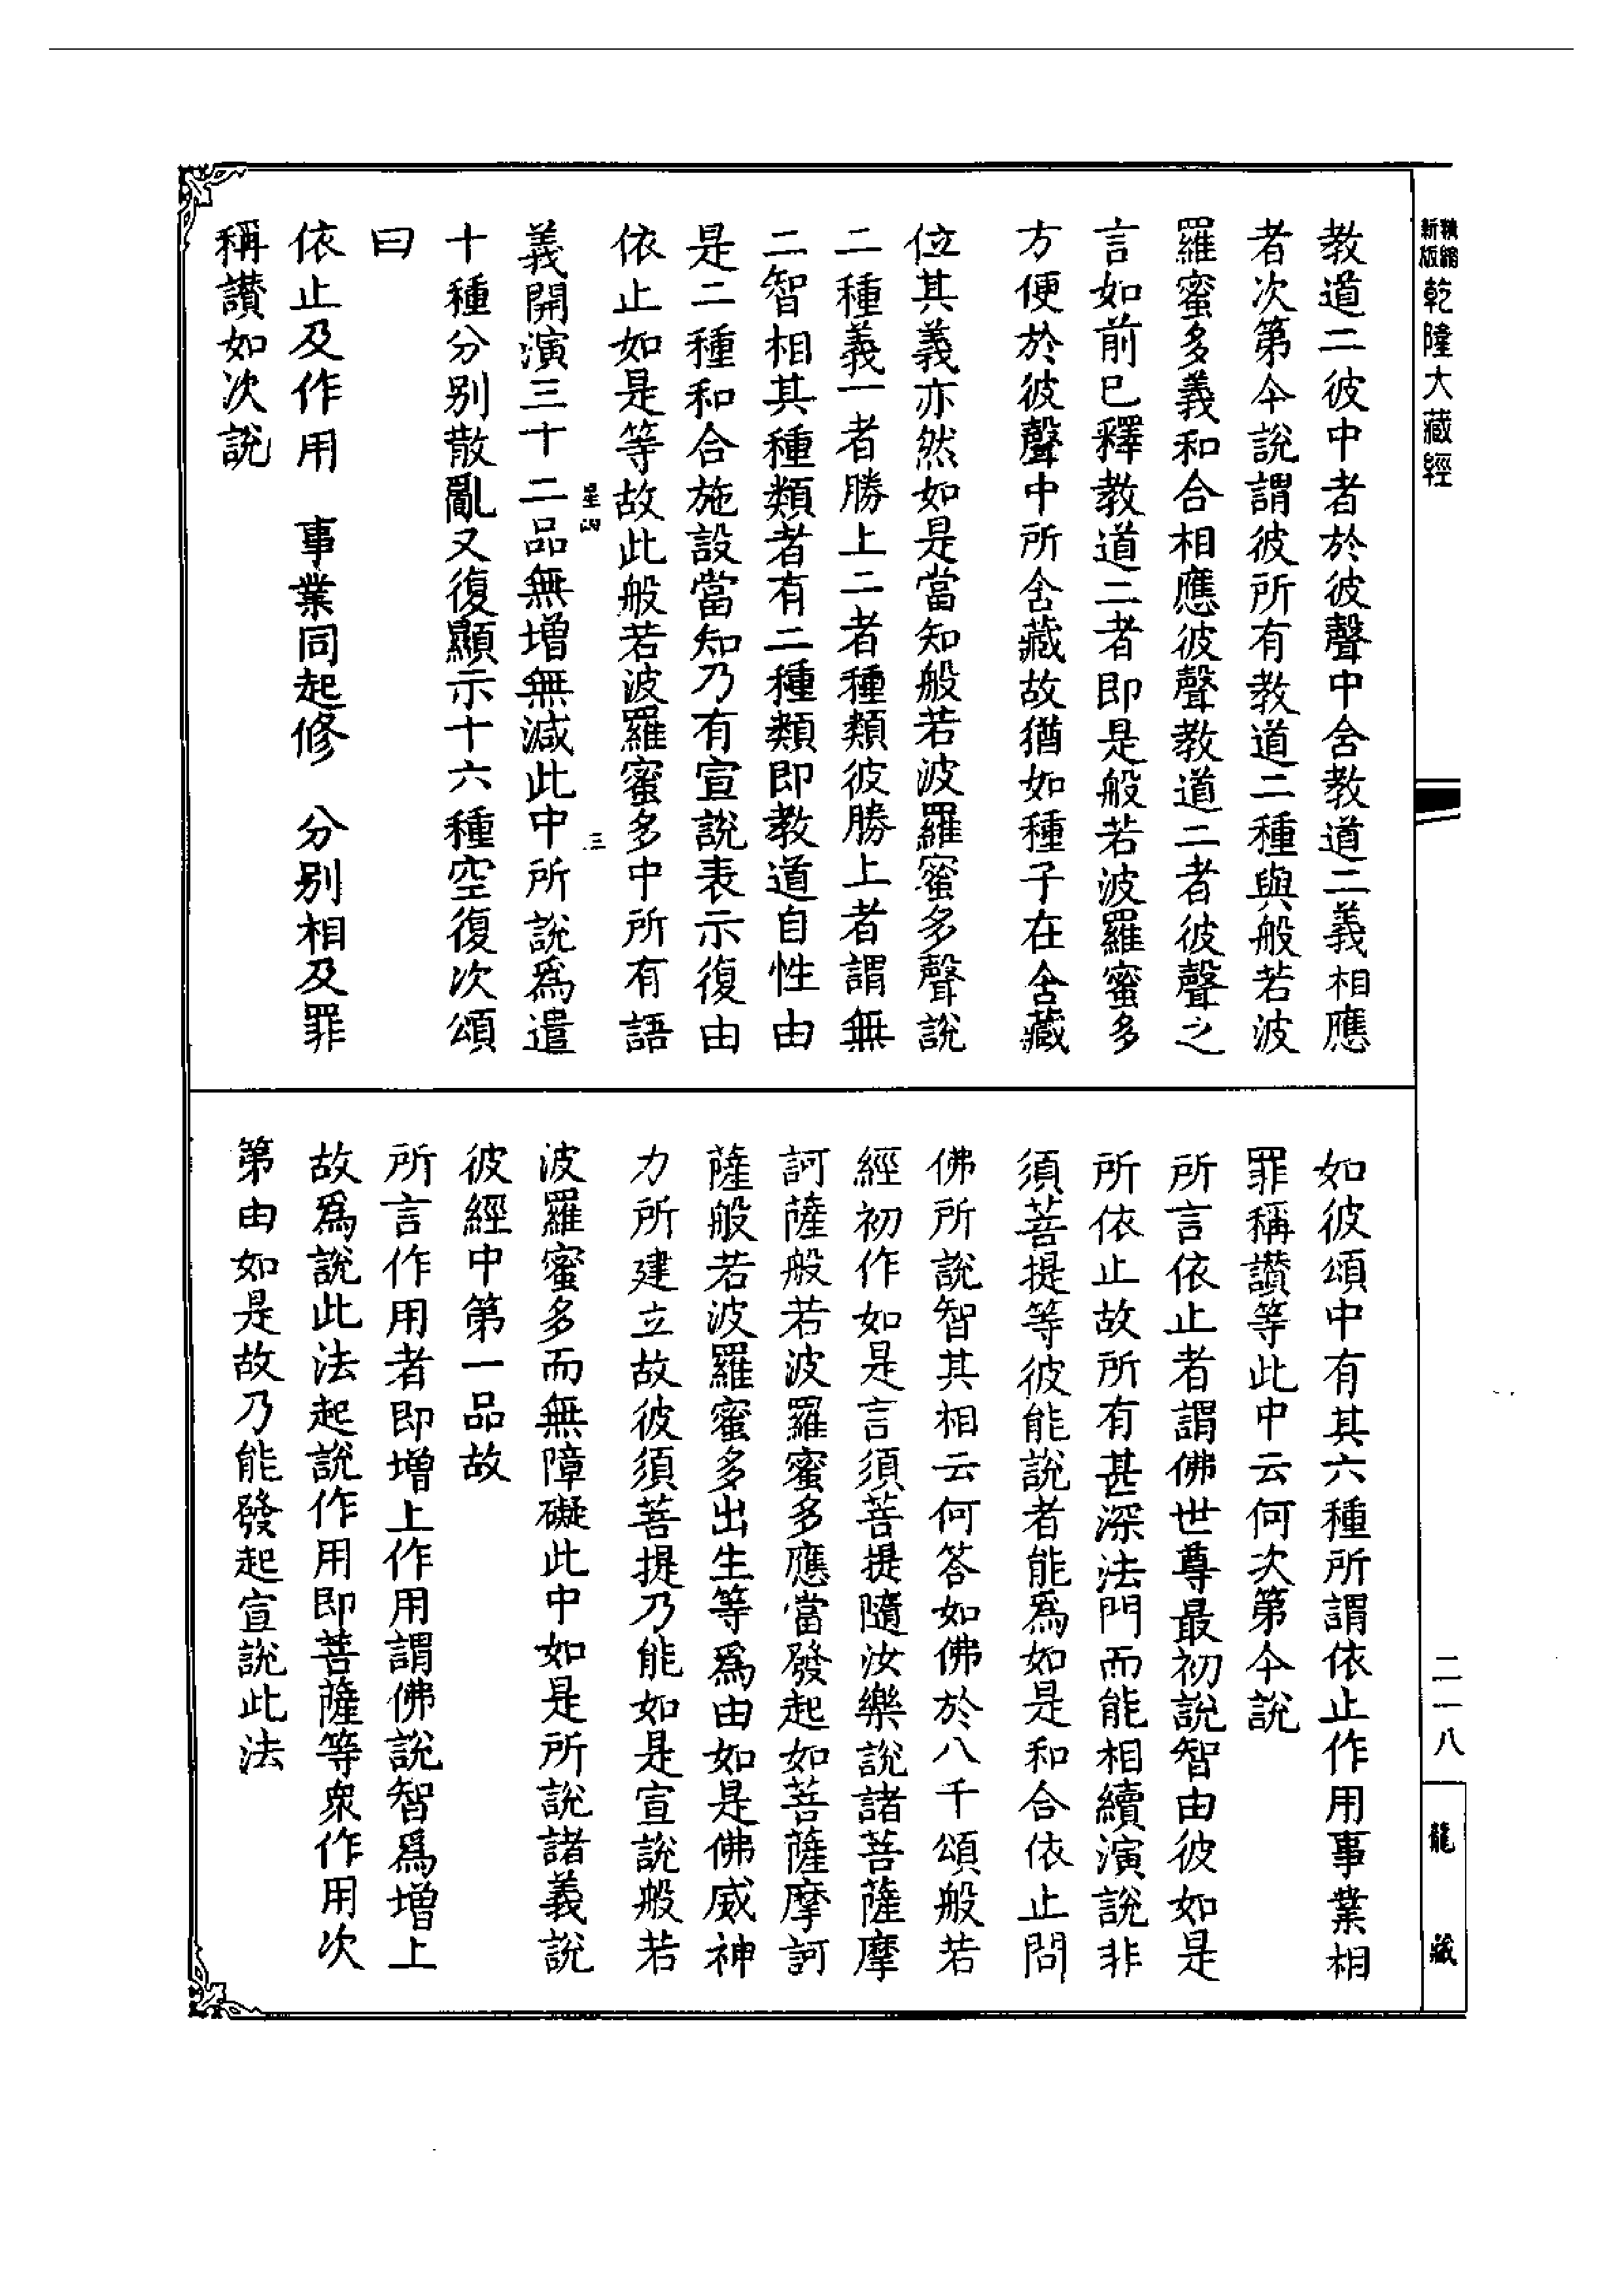 新版精縮乾隆大藏經
教道二彼中者於彼聲中含教道二義相應
者次第今說謂彼所有教道二種與般若波
羅蜜多義和合相應彼聲教道二者彼聲之
言如前已釋教道二者即是般若波羅蜜多
方便於彼聲中所含藏故猶如種子在含藏
位其義亦然如是當知般若波羅蜜多聲說
二種義一者勝上二者種類彼勝上者謂無
二智相其種類者有二種類即教道自性由
是二種和合施設當知乃有宣說表示復由
依止如是等故此般若波羅蜜多中所有語
星四 三
義開演三十二品無增無減此中所說爲遣
十種分別散亂又復顯示十六種空復次頌
曰
依止及作用 事業同起修 分別相及罪
稱讚如次說
如彼頌中有其六種所謂依止作用事業相
罪稱讚等此中云何次第今說
所言依止者謂佛世尊最初說智由彼如是
所依止故所有甚深法門而能相續演說非
須菩提等彼能說者能爲如是和合依止問
佛所說智其相云何答如佛於八千頌般若
經初作如是言須菩提隨汝樂說諸菩薩摩
訶薩般若波羅蜜多應當發起如菩薩摩訶
薩般若波羅蜜多出生等爲由如是佛威神
力所建立故彼須菩提乃能如是宣說般若
波羅蜜多而無障礙此中如是所說諸義說
彼經中第一品故
所言作用者即增上作用謂佛說智爲增上
故爲說此法起說作用即菩薩等衆作用次
第由如是故乃能發起宣說此法
二一八
龍藏